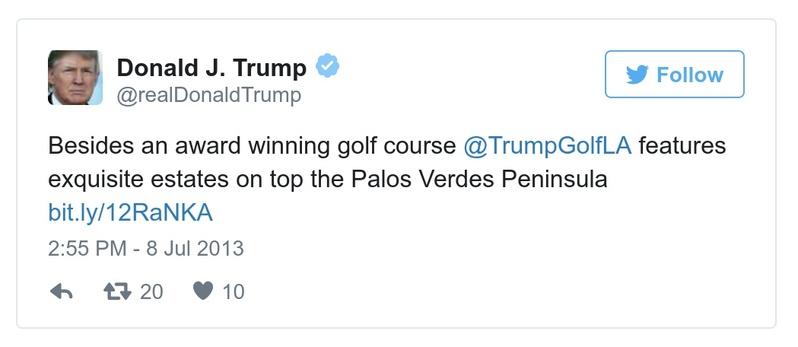 Donald J. Trump
@realDonaldTrump
Follow
Besides an award winning golf course @TrumpGolfLA features
exquisite estates on top the Palos Verdes Peninsula
bit.ly/12RaNKA
2:55 PM - 8 Jul 2013
20 10